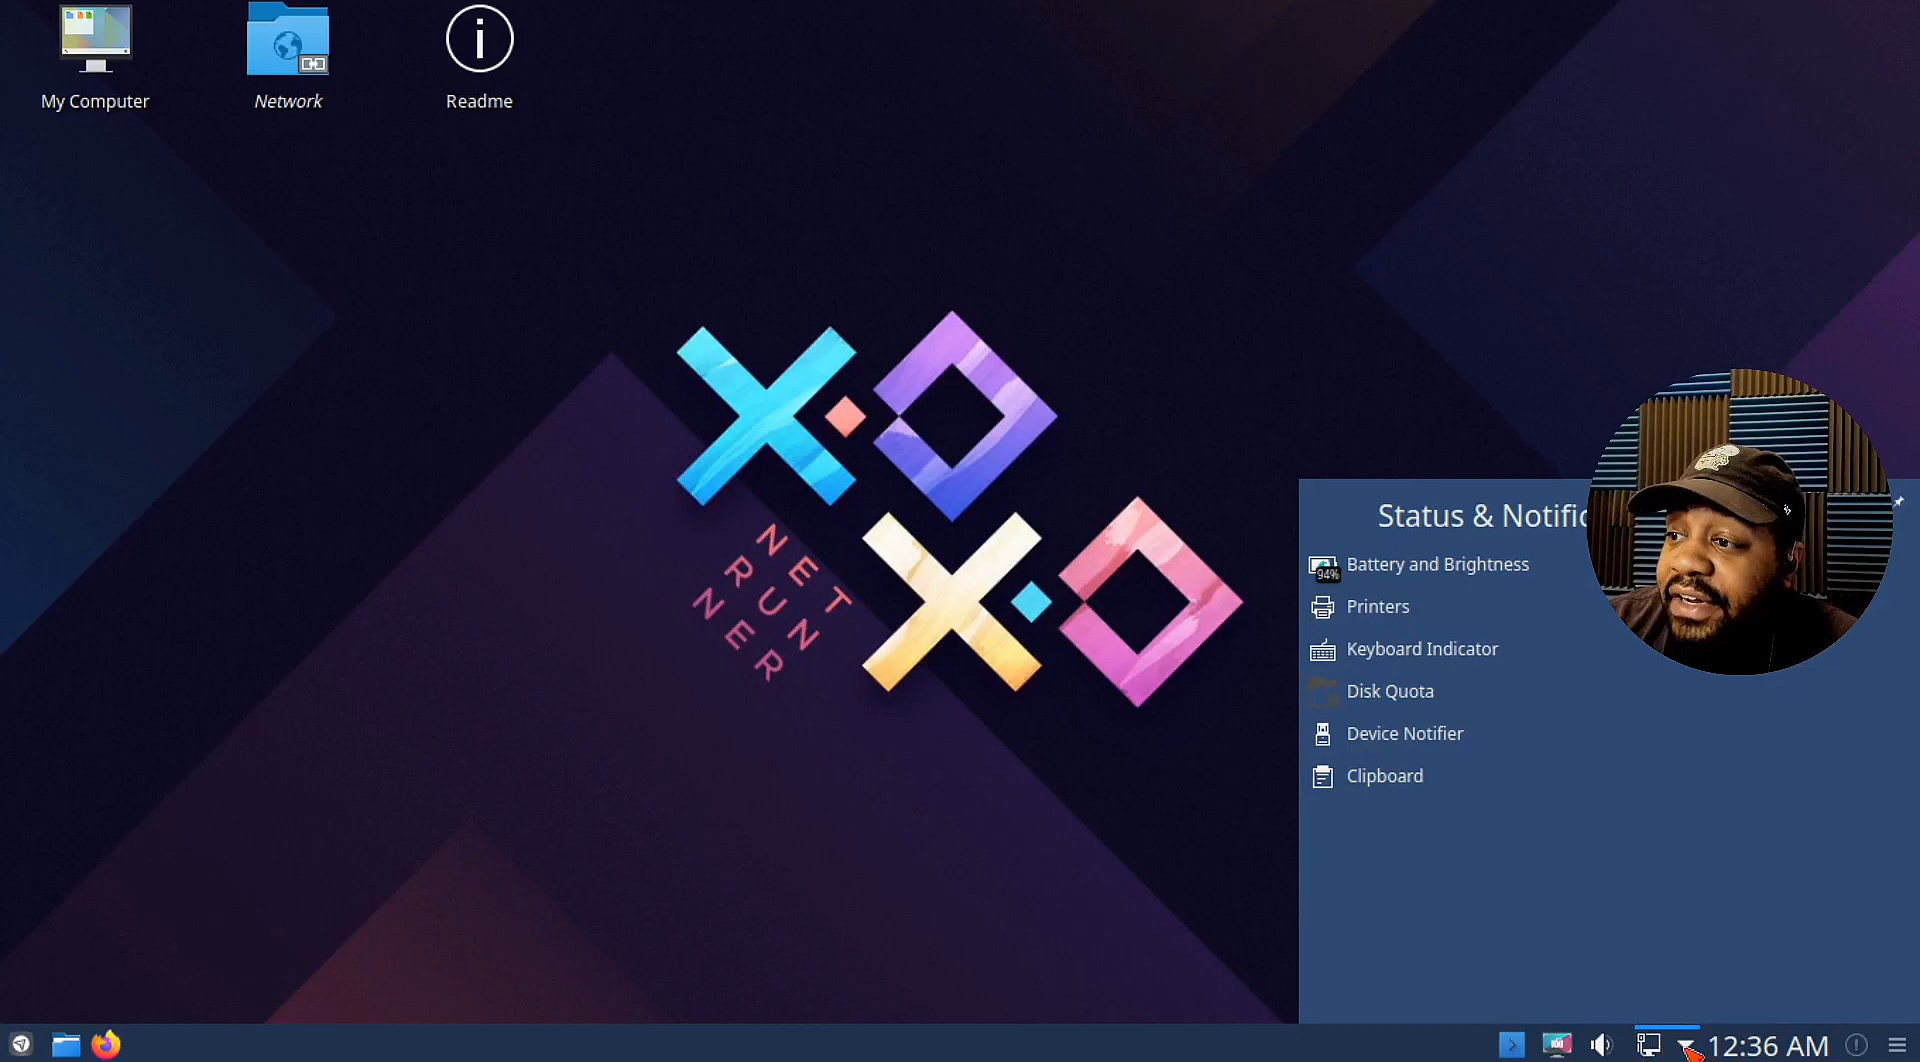 My Computer
Network
Readme
X·O
X·O
NET
RUN
NER
Status & Notific
94%
Battery and Brightness
Printers
Keyboard Indicator
Disk Quota
Device Notifier
Clipboard
12:36 AM